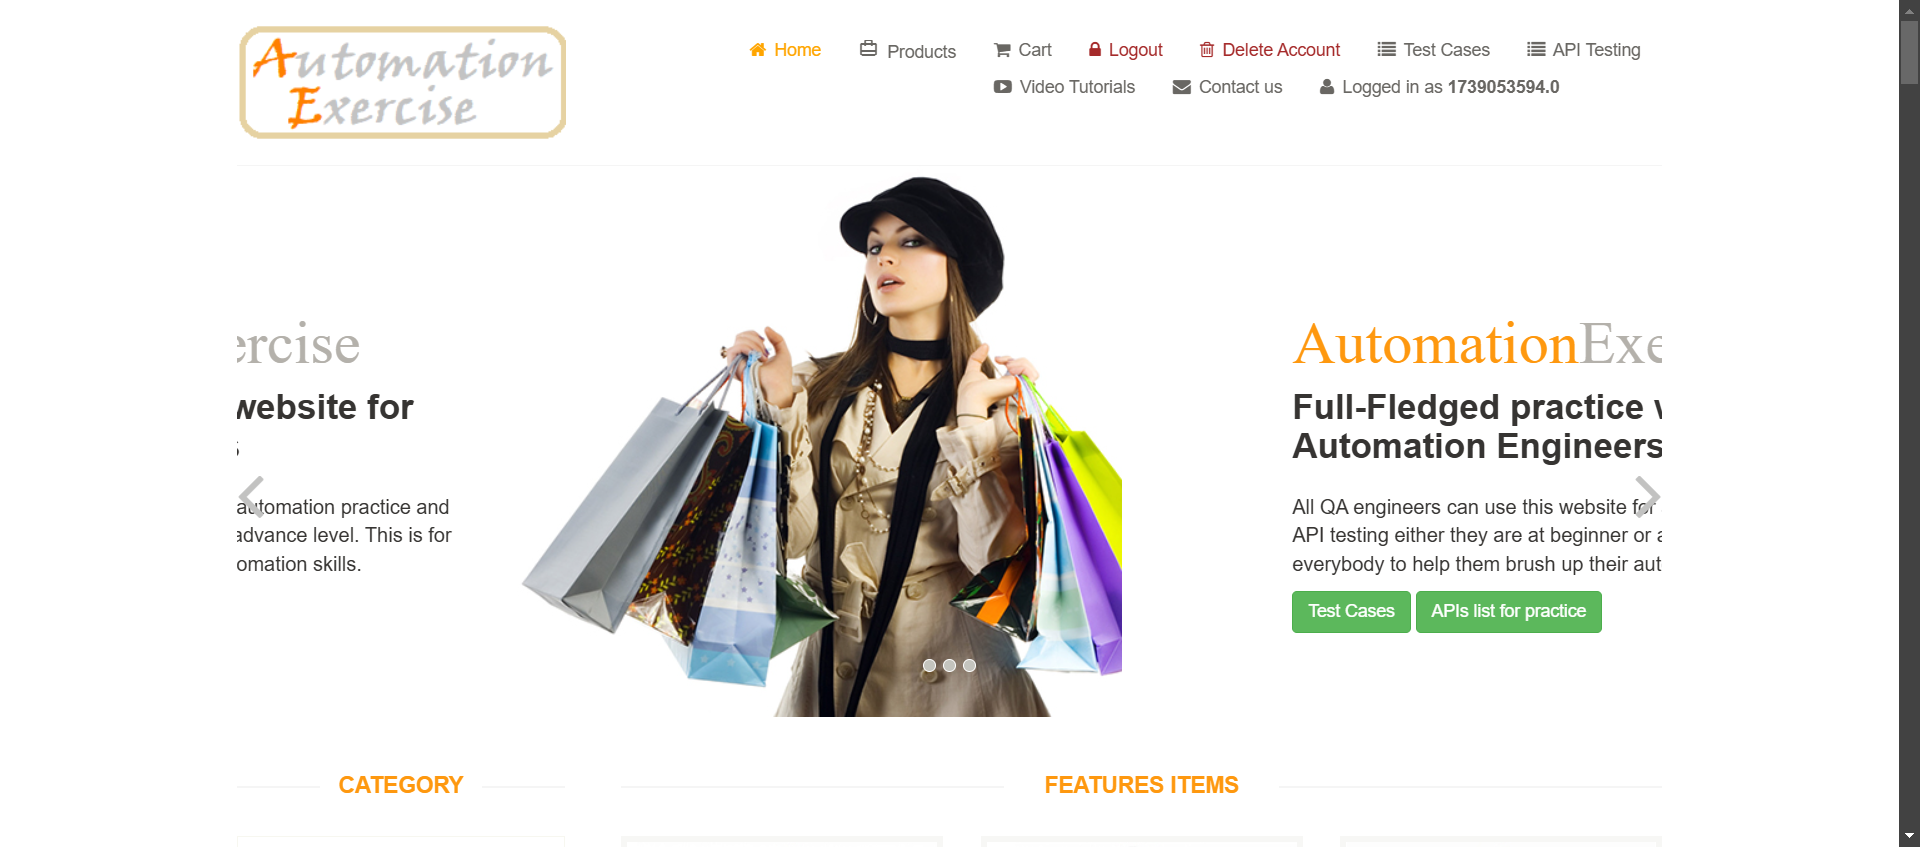 Automation
Exercise
Home
Products
Cart
Logout
Delete Account
Test Cases
API Testing
Video Tutorials
Contact us
Logged in as 1739053594.0
ercise
website for
s
automation practice and
advance level. This is for
omation skills.
AutomationExe
Full-Fledged practice w
Automation Engineers
All QA engineers can use this website for
API testing either they are at beginner or a
everybody to help them brush up their aut
Test Cases
APIs list for practice
CATEGORY
FEATURES ITEMS